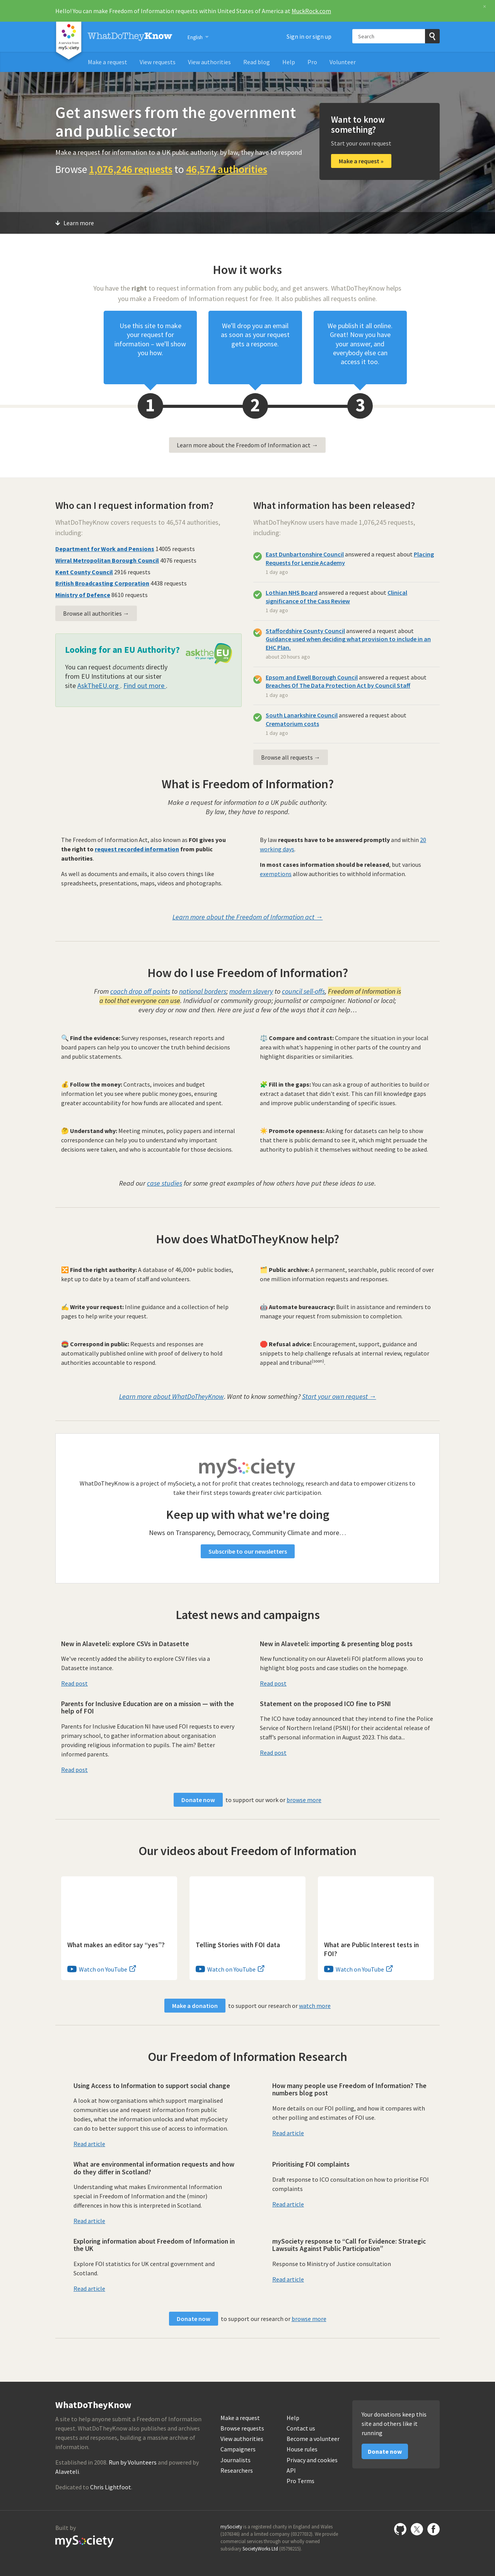 Hello! You can make Freedom of Information requests within United States of America at MuckRock.com
WhatDoTheyKnow
English
Sign in or sign up
Search
mySociety
Make a request
View requests
View authorities
Read blog
Help
Pro
Volunteer
Get answers from the government
and public sector
Make a request for information to a UK public authority: by law, they have to respond
Browse 1,076,246 requests to 46,574 authorities
Want to know
something?
Start your own request
Make a request »
Learn more
How it works
You have the right to request information from any public body, and get answers. WhatDoTheyKnow helps
you make a Freedom of Information request for free. It also publishes all requests online.
Use this site to make
your request for
information – we'll show
you how.
We'll drop you an email
as soon as your request
gets a response.
We publish it all online.
Great! Now you have
your answer, and
everybody else can
access it too.
1
2
3
Learn more about the Freedom of Information act →
Who can I request information from?
WhatDoTheyKnow covers requests to 46,574 authorities,
including:
Department for Work and Pensions 14005 requests
Wirral Metropolitan Borough Council 4076 requests
Kent County Council 2916 requests
British Broadcasting Corporation 4438 requests
Ministry of Defence 8610 requests
Browse all authorities →
Looking for an EU Authority?
asktheEU
You can request documents directly
from EU Institutions at our sister
site AskTheEU.org . Find out more .
What information has been released?
WhatDoTheyKnow users have made 1,076,245 requests,
including:
East Dunbartonshire Council answered a request about Placing
Requests for Lenzie Academy
1 day ago
Lothian NHS Board answered a request about Clinical
significance of the Cass Review
1 day ago
Staffordshire County Council answered a request about
Guidance used when deciding what provision to include in an
EHC Plan.
about 20 hours ago
Epsom and Ewell Borough Council answered a request about
Breaches Of The Data Protection Act by Council Staff
1 day ago
South Lanarkshire Council answered a request about
Crematorium costs
1 day ago
Browse all requests →
What is Freedom of Information?
Make a request for information to a UK public authority.
By law, they have to respond.
The Freedom of Information Act, also known as FOI gives you
the right to request recorded information from public
authorities.
As well as documents and emails, it also covers things like
spreadsheets, presentations, maps, videos and photographs.
By law requests have to be answered promptly and within 20
working days.
In most cases information should be released, but various
exemptions allow authorities to withhold information.
Learn more about the Freedom of Information act →
How do I use Freedom of Information?
From coach drop off points to national borders; modern slavery to council sell-offs, Freedom of Information is
a tool that everyone can use. Individual or community group; journalist or campaigner. National or local;
every day or now and then. Here are just a few of the ways that it can help…
🔍 Find the evidence: Survey responses, research reports and
board papers can help you to uncover the truth behind decisions
and public statements.
⚖️ Compare and contrast: Compare the situation in your local
area with what's happening in other parts of the country and
highlight disparities or similarities.
💰 Follow the money: Contracts, invoices and budget
information let you see where public money goes, ensuring
greater accountability for how funds are allocated and spent.
🧩 Fill in the gaps: You can ask a group of authorities to build or
extract a dataset that didn't exist. This can fill knowledge gaps
and improve public understanding of specific issues.
🤔 Understand why: Meeting minutes, policy papers and internal
correspondence can help you to understand why important
decisions were taken, and who is accountable for those decisions.
☀️ Promote openness: Asking for datasets can help to show
that there is public demand to see it, which might persuade the
authority to publish it themselves without needing to be asked.
Read our case studies for some great examples of how others have put these ideas to use.
How does WhatDoTheyKnow help?
🔀 Find the right authority: A database of 46,000+ public bodies,
kept up to date by a team of staff and volunteers.
🗂️ Public archive: A permanent, searchable, public record of over
one million information requests and responses.
✍️ Write your request: Inline guidance and a collection of help
pages to help write your request.
🤖 Automate bureaucracy: Built in assistance and reminders to
manage your request from submission to completion.
📯 Correspond in public: Requests and responses are
automatically published online with proof of delivery to hold
authorities accountable to record.
🛑 Refusal advice: Encouragement, support, guidance and
snippets to help challenge refusals at internal review, regulator
appeal and tribunal(soon).
Learn more about WhatDoTheyKnow. Want to know something? Start your own request →
mySociety
WhatDoTheyKnow is a project of mySociety, a not for profit that creates technology, research and data to empower citizens to
take their first steps towards greater civic participation.
Keep up with what we're doing
News on Transparency, Democracy, Community Climate and more…
Subscribe to our newsletters
Latest news and campaigns
New in Alaveteli: explore CSVs in Datasette
We've recently added the ability to explore CSV files via a
Datasette instance.
Read post
New in Alaveteli: importing & presenting blog posts
New functionality on our Alaveteli FOI platform allows you to
highlight blog posts and case studies on the homepage.
Read post
Parents for Inclusive Education are on a mission — with the
help of FOI
Parents for Inclusive Education NI have used FOI requests to every
primary school, to gather information about organisation
providing religious information to pupils. The aim? Better
informed parents.
Read post
Statement on the proposed ICO fine to PSNI
The ICO have today announced that they intend to fine the Police
Service of Northern Ireland (PSNI) for their accidental release of
staff's personal information in August 2023. This data...
Read post
Donate now to support our work or browse more
Our videos about Freedom of Information
What makes an editor say “yes”?
Watch on YouTube
Telling Stories with FOI data
Watch on YouTube
What are Public Interest tests in
FOI?
Watch on YouTube
Make a donation to support our research or watch more
Our Freedom of Information Research
Using Access to Information to support social change
A look at how organisations which support marginalised
communities use and request information from public
bodies, what the information unlocks and what mySociety
can do to better support this use of access to information.
Read article
How many people use Freedom of Information? The
numbers blog post
More details on our FOI polling, and how it compares with
other polling and estimates of FOI use.
Read article
What are environmental information requests and how
do they differ in Scotland?
Understanding what makes Environmental Information
special in Freedom of Information and the (minor)
differences in how this is interpreted in Scotland.
Read article
Prioritising FOI complaints
Draft response to ICO consultation on how to prioritise FOI
complaints
Read article
Exploring information about Freedom of Information in
the UK
Explore FOI statistics for UK central government and
Scotland.
Read article
mySociety response to “Call for Evidence: Strategic
Lawsuits Against Public Participation”
Response to Ministry of Justice consultation
Read article
Donate now to support our research or browse more
WhatDoTheyKnow
A site to help anyone submit a Freedom of Information
request. WhatDoTheyKnow also publishes and archives
requests and responses, building a massive archive of
information.
Established in 2008. Run by Volunteers and powered by
Alaveteli.
Dedicated to Chris Lightfoot.
Make a request
Browse requests
View authorities
Campaigners
Journalists
Researchers
Help
Contact us
Become a volunteer
House rules
Privacy and cookies
API
Pro Terms
Your donations keep this
site and others like it
running
Donate now
Built by
mySociety
mySociety is a registered charity in England and Wales
(1076346) and a limited company (03277032). We provide
commercial services through our wholly owned
subsidiary SocietyWorks Ltd (05798215).